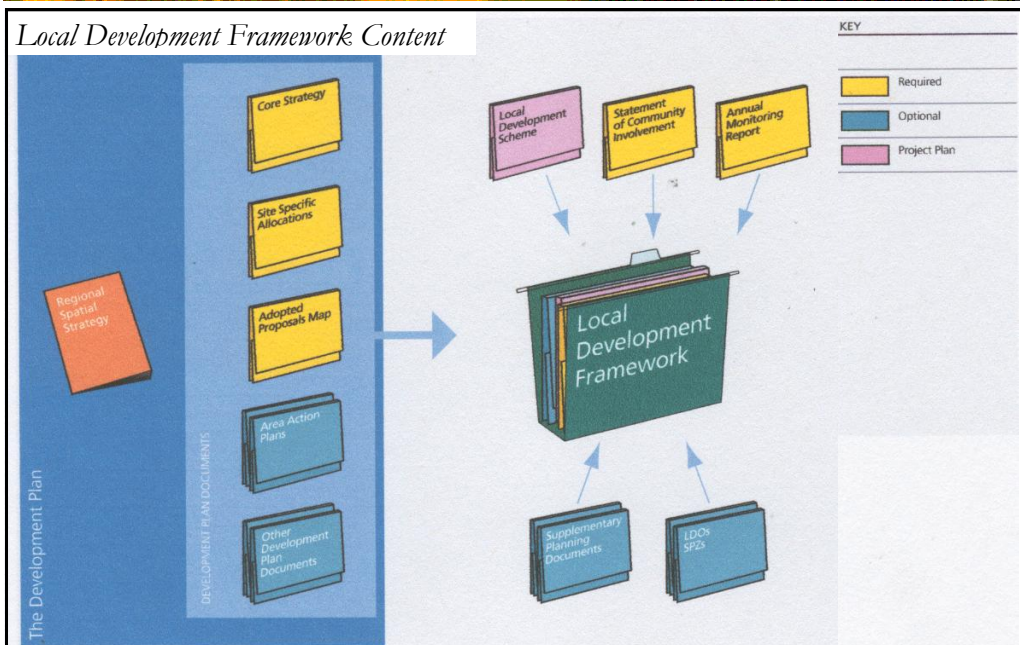 Local Development Framework Content
The Development Plan
Regional
Spatial
Strategy
DEVELOPMENT PLAN DOCUMENTS
Core Strategy
Site Specific
Allocations
Adopted
Proposals Map
Area Action
Plans
Other
Development
Plan
Documents
Local
Development
Scheme
Statement
of Community
Involvement
Annual
Monitoring
Report
Local
Development
Framework
Supplementary
Planning
Documents
LDOs
SPZs
KEY
Required
Optional
Project Plan